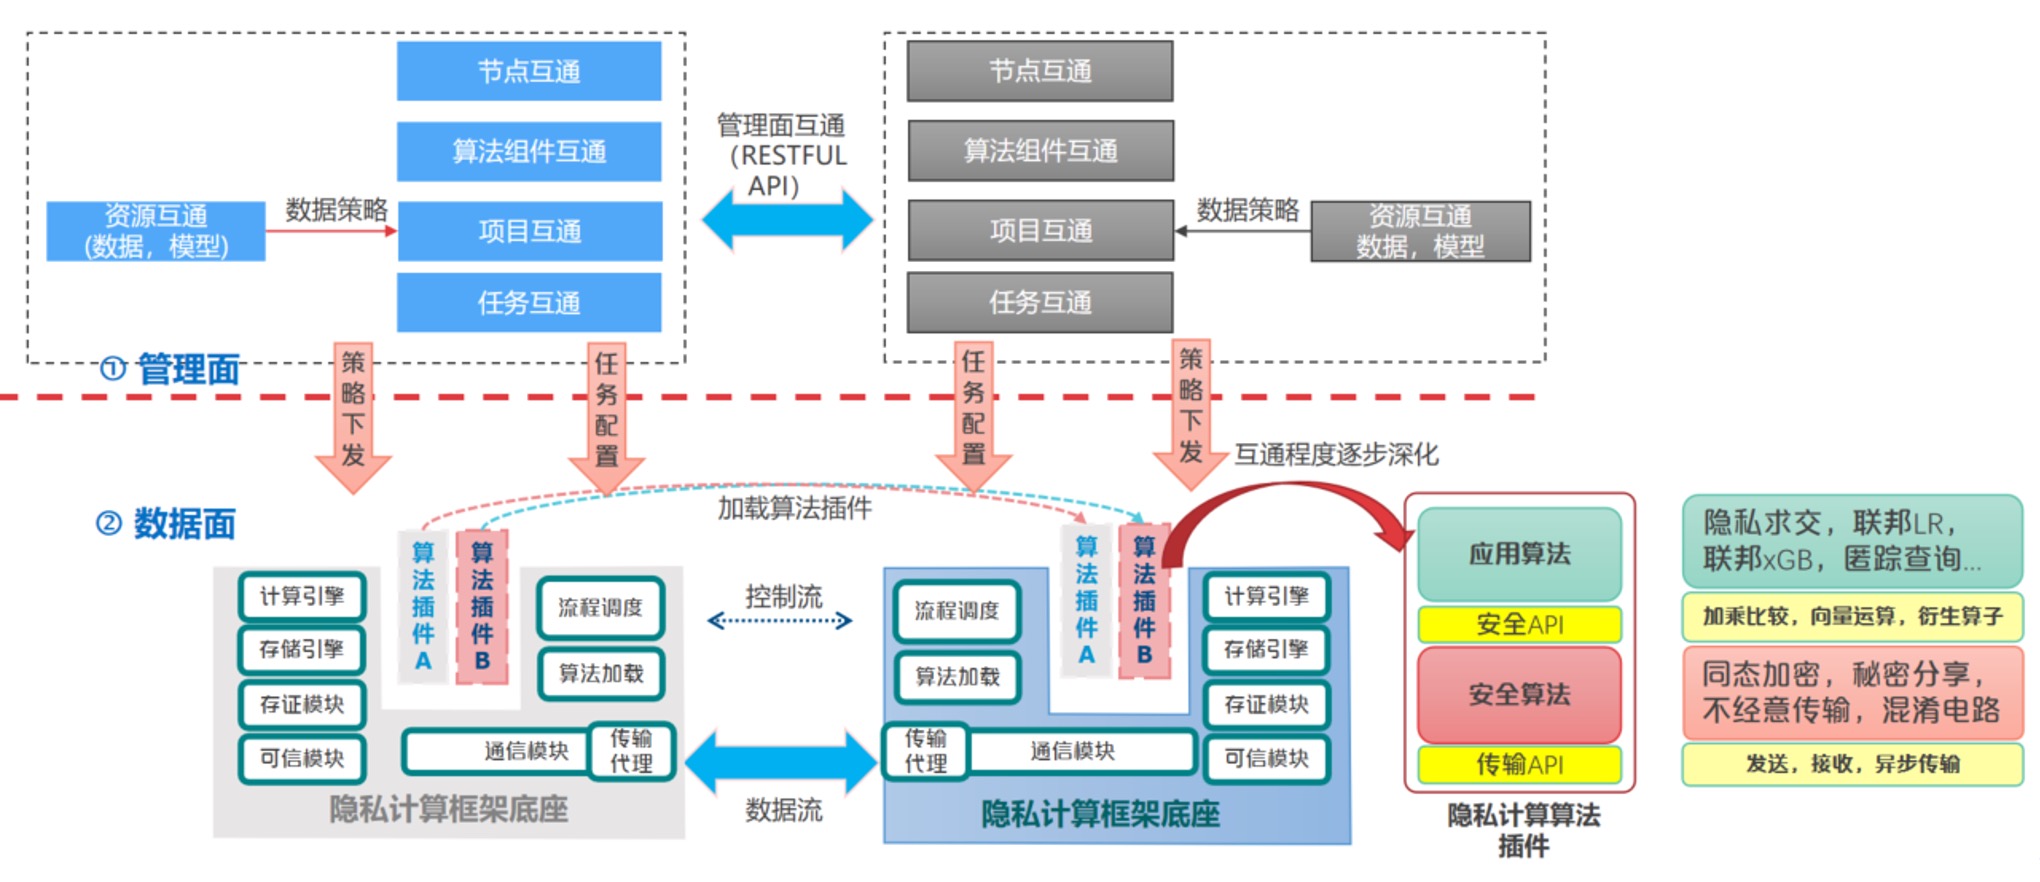 节点互通
算法组件互通
资源互通
(数据，模型)
数据策略
项目互通
任务互通
管理面互通
（RESTFUL
API）
节点互通
算法组件互通
项目互通
数据策略
资源互通
数据，模型
任务互通
① 管理面
策略下发
任务配置
任务配置
策略下发
互通程度逐步深化
② 数据面
加载算法插件
计算引擎
存储引擎
存证模块
可信模块
算法插件A
算法插件B
流程调度
算法加载
通信模块
传输
代理
隐私计算框架底座
控制流
数据流
流程调度
算法加载
算法插件A
算法插件B
计算引擎
存储引擎
存证模块
可信模块
传输
代理
通信模块
隐私计算框架底座
应用算法
安全API
安全算法
传输API
隐私计算算法
插件
隐私求交，联邦LR，
联邦xGB，匿踪查询...
加乘比较，向量运算，衍生算子
同态加密，秘密分享，
不经意传输，混淆电路
发送，接收，异步传输